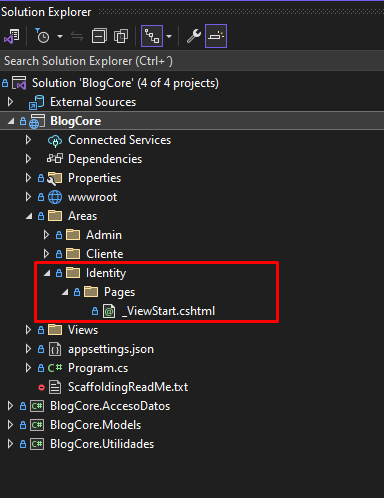 Solution Explorer
Search Solution Explorer (Ctrl+´)
Solution 'BlogCore' (4 of 4 projects)
External Sources
BlogCore
Connected Services
Dependencies
Properties
wwwroot
Areas
Admin
Cliente
Identity
Pages
_ViewStart.cshtml
Views
appsettings.json
C# Program.cs
ScaffoldingReadMe.txt
C# BlogCore.AccesoDatos
C# BlogCore.Models
C# BlogCore.Utilidades